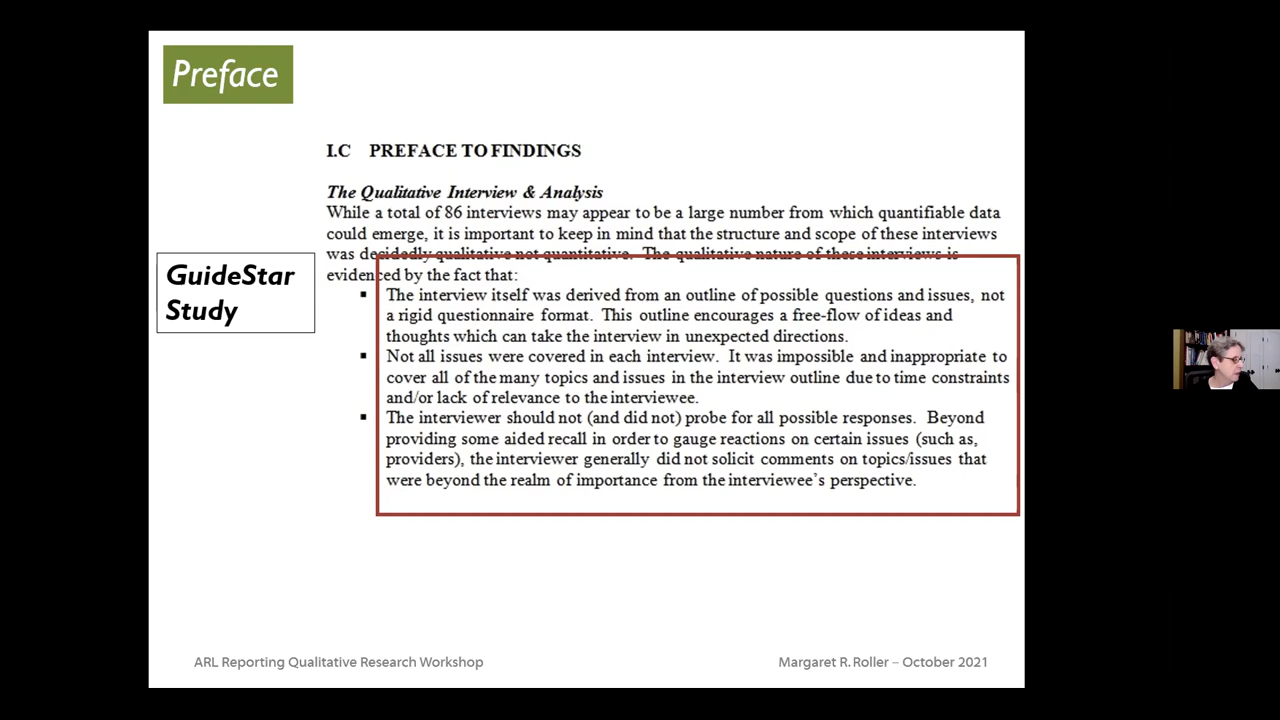 Preface
I.C PREFACE TO FINDINGS
The Qualitative Interview & Analysis
While a total of 86 interviews may appear to be a large number from which quantifiable data
could emerge, it is important to keep in mind that the structure and scope of these interviews
was decidedly qualitative not quantitative. The qualitative nature of these interviews is
evidenced by the fact that:
GuideStar
Study
▪ The interview itself was derived from an outline of possible questions and issues, not
a rigid questionnaire format. This outline encourages a free-flow of ideas and
thoughts which can take the interview in unexpected directions.
▪ Not all issues were covered in each interview. It was impossible and inappropriate to
cover all of the many topics and issues in the interview outline due to time constraints
and/or lack of relevance to the interviewee.
▪ The interviewer should not (and did not) probe for all possible responses. Beyond
providing some aided recall in order to gauge reactions on certain issues (such as,
providers), the interviewer generally did not solicit comments on topics/issues that
were beyond the realm of importance from the interviewee's perspective.
ARL Reporting Qualitative Research Workshop
Margaret R. Roller – October 2021